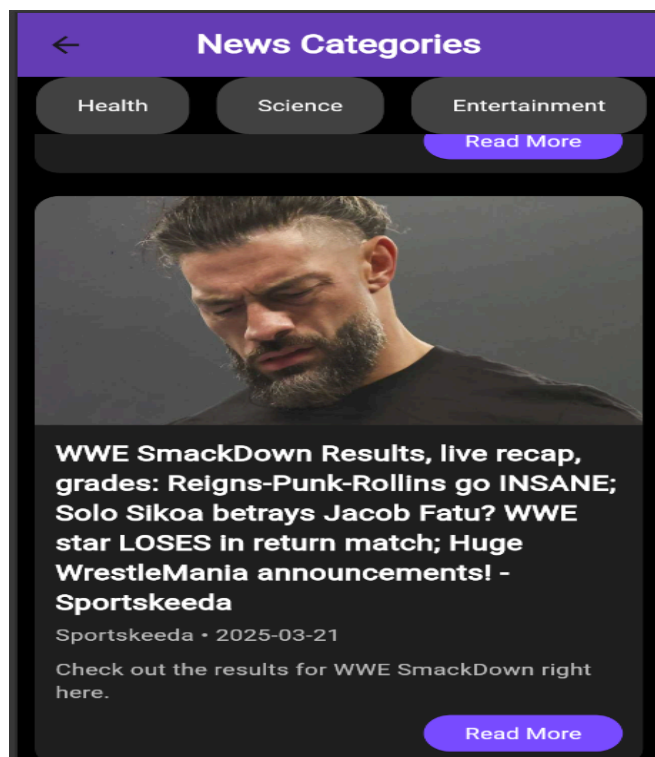 News Categories
Health
Science
Entertainment
Read More
WWE SmackDown Results, live recap,
grades: Reigns-Punk-Rollins go INSANE;
Solo Sikoa betrays Jacob Fatu? WWE
star LOSES in return match; Huge
WrestleMania announcements! -
Sportskeeda
Sportskeeda • 2025-03-21
Check out the results for WWE SmackDown right
here.
Read More